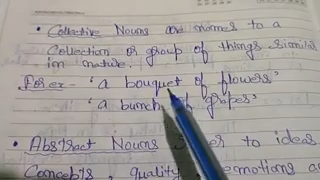 • Collective Nouns are names to a
Collection or group of things similar
in nature.
• For ex - 'a bouquet of flowers'
'a bunch of grapes'
• Abstract Nouns to ideas
Concepts, quality emotions